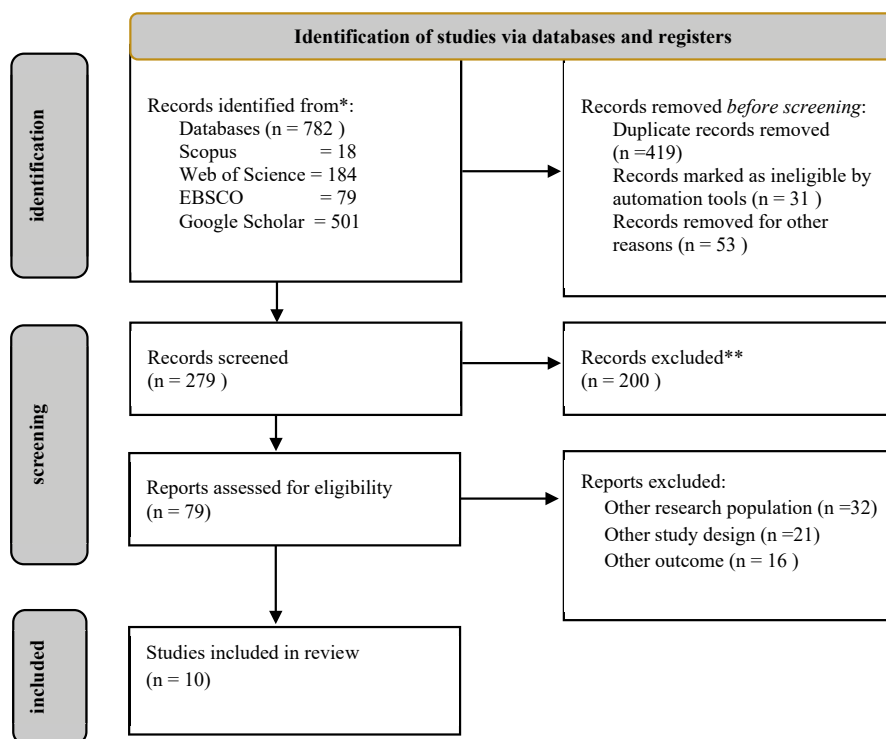 Identification of studies via databases and registers
identification
Records identified from*:
Databases (n = 782 )
Scopus = 18
Web of Science = 184
EBSCO = 79
Google Scholar = 501
Records removed before screening:
Duplicate records removed
(n =419)
Records marked as ineligible by
automation tools (n = 31 )
Records removed for other
reasons (n = 53 )
screening
Records screened
(n = 279 )
Records excluded**
(n = 200 )
Reports assessed for eligibility
(n = 79)
Reports excluded:
Other research population (n =32)
Other study design (n =21)
Other outcome (n = 16 )
included
Studies included in review
(n = 10)